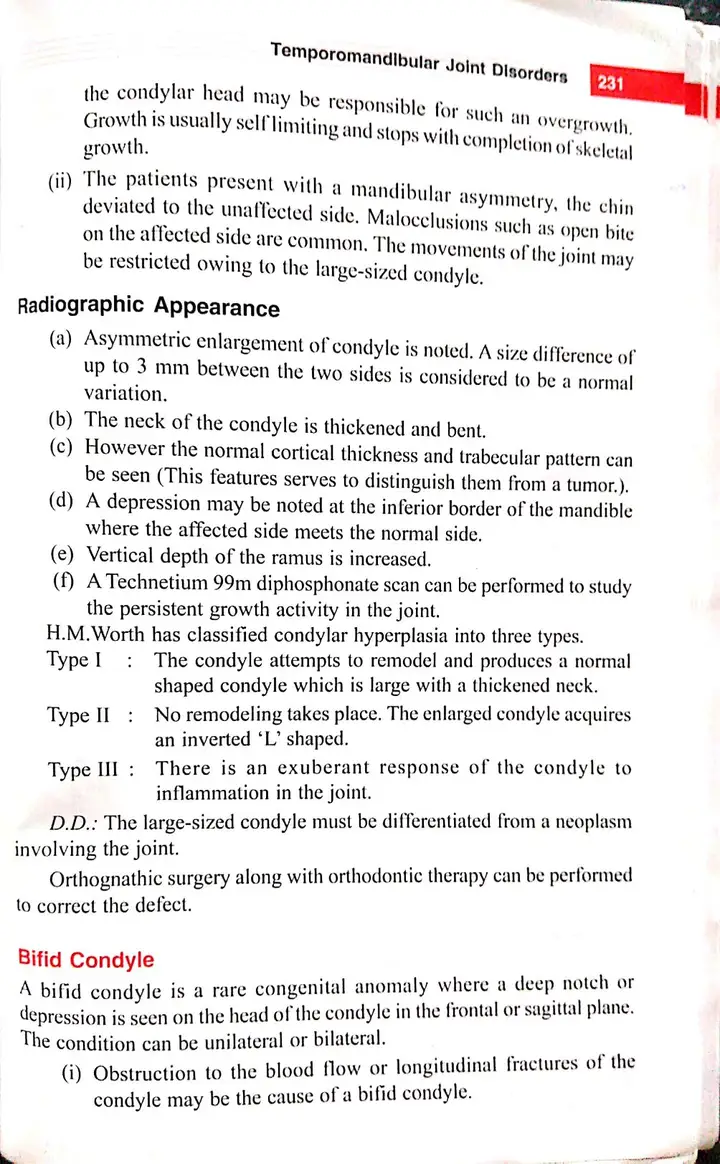 Temporomandibular Joint Disorders 231
the condylar head may be responsible for such an overgrowth.
Growth is usually self limiting and stops with completion of skeletal
growth.
(ii) The patients present with a mandibular asymmetry, the chin
deviated to the unaffected side. Malocclusions such as open bite
on the affected side are common. The movements of the joint may
be restricted owing to the large-sized condyle.
Radiographic Appearance
(a) Asymmetric enlargement of condyle is noted. A size difference of
up to 3 mm between the two sides is considered to be a normal
variation.
(b) The neck of the condyle is thickened and bent.
(c) However the normal cortical thickness and trabecular pattern can
be seen (This features serves to distinguish them from a tumor.).
(d) A depression may be noted at the inferior border of the mandible
where the affected side meets the normal side.
(e) Vertical depth of the ramus is increased.
(f) A Technetium 99m diphosphonate scan can be performed to study
the persistent growth activity in the joint.
H.M.Worth has classified condylar hyperplasia into three types.
Type I : The condyle attempts to remodel and produces a normal
shaped condyle which is large with a thickened neck.
Type II : No remodeling takes place. The enlarged condyle acquires
an inverted ‘L’ shaped.
Type III : There is an exuberant response of the condyle to
inflammation in the joint.
D.D.: The large-sized condyle must be differentiated from a neoplasm
involving the joint.
Orthognathic surgery along with orthodontic therapy can be performed
to correct the defect.
Bifid Condyle
A bifid condyle is a rare congenital anomaly where a deep notch or
depression is seen on the head of the condyle in the frontal or sagittal plane.
The condition can be unilateral or bilateral.
(i) Obstruction to the blood flow or longitudinal fractures of the
condyle may be the cause of a bifid condyle.